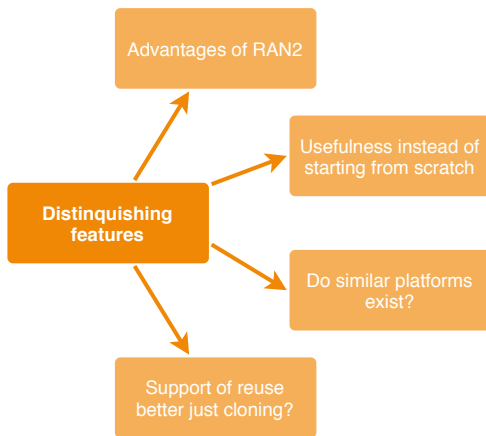 Advantages of RAN2
Usefulness instead of
starting from scratch
Distinquishing
features
Do similar platforms
exist?
Support of reuse
better just cloning?